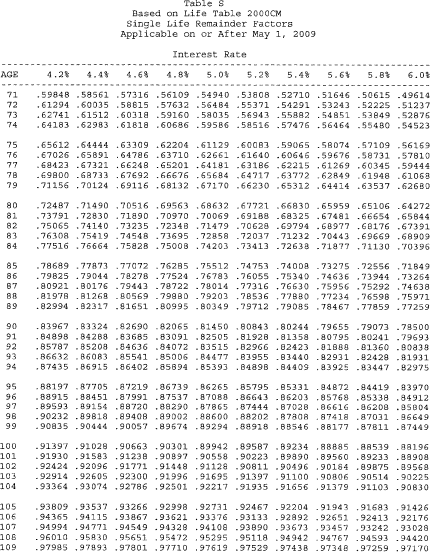 Table S
Based on Life Table 2000CM
Single Life Remainder Factors
Applicable on or After May 1, 2009
Interest Rate
AGE 4.2% 4.4% 4.6% 4.8% 5.0% 5.2% 5.4% 5.6% 5.8% 6.0%
71 .59848 .58561 .57316 .56109 .54940 .53808 .52710 .51646 .50615 .49614
72 .61294 .60035 .58815 .57632 .56484 .55371 .54291 .53243 .52225 .51237
73 .62741 .61512 .60318 .59160 .58035 .56943 .55882 .54851 .53849 .52876
74 .64183 .62983 .61818 .60686 .59586 .58516 .57476 .56464 .55480 .54523
75 .65612 .64444 .63309 .62204 .61129 .60083 .59065 .58074 .57109 .56169
76 .67026 .65891 .64786 .63710 .62661 .61640 .60646 .59676 .58731 .57810
77 .68423 .67321 .66248 .65201 .64181 .63186 .62215 .61269 .60345 .59444
78 .69800 .68733 .67692 .66676 .65684 .64717 .63772 .62849 .61948 .61068
79 .71156 .70124 .69116 .68132 .67170 .66230 .65312 .64414 .63537 .62680
80 .72487 .71490 .70516 .69563 .68632 .67721 .66830 .65959 .65106 .64272
81 .73791 .72830 .71890 .70970 .70069 .69188 .68325 .67481 .66654 .65844
82 .75065 .74140 .73235 .72348 .71479 .70628 .69794 .68977 .68176 .67391
83 .76308 .75419 .74548 .73695 .72858 .72037 .71232 .70443 .69669 .68909
84 .77516 .76664 .75828 .75008 .74203 .73413 .72638 .71877 .71130 .70396
85 .78689 .77873 .77072 .76285 .75512 .74753 .74008 .73275 .72556 .71849
86 .79825 .79044 .78276 .77524 .76783 .76055 .75340 .74636 .73944 .73264
87 .80921 .80176 .79443 .78722 .78014 .77316 .76630 .75956 .75292 .74638
88 .81978 .81268 .80569 .79880 .79203 .78536 .77880 .77234 .76598 .75971
89 .82994 .82317 .81651 .80995 .80349 .79712 .79085 .78467 .77859 .77259
90 .83967 .83324 .82690 .82065 .81450 .80843 .80244 .79655 .79073 .78500
91 .84898 .84288 .83685 .83091 .82505 .81928 .81358 .80795 .80241 .79693
92 .85787 .85208 .84636 .84072 .83515 .82966 .82423 .81888 .81360 .80838
93 .86632 .86083 .85541 .85006 .84477 .83955 .83440 .82931 .82428 .81931
94 .87435 .86915 .86402 .85894 .85393 .84898 .84409 .83925 .83447 .82975
95 .88197 .87705 .87219 .86739 .86265 .85795 .85331 .84872 .84419 .83970
96 .88915 .88451 .87991 .87537 .87088 .86643 .86203 .85768 .85338 .84912
97 .89593 .89154 .88720 .88290 .87865 .87444 .87028 .86616 .86208 .85804
98 .90232 .89818 .89408 .89002 .88600 .88202 .87808 .87418 .87031 .86649
99 .90835 .90444 .90057 .89674 .89294 .88918 .88546 .88177 .87811 .87449
100 .91397 .91028 .90663 .90301 .89942 .89587 .89234 .88885 .88539 .88196
101 .91930 .91583 .91238 .90897 .90558 .90223 .89890 .89560 .89233 .88908
102 .92424 .92096 .91771 .91448 .91128 .90811 .90496 .90184 .89875 .89568
103 .92914 .92605 .92300 .91996 .91695 .91397 .91100 .90806 .90514 .90225
104 .93364 .93074 .92786 .92501 .92217 .91935 .91656 .91379 .91103 .90830
105 .93809 .93537 .93266 .92998 .92731 .92467 .92204 .91943 .91683 .91426
106 .94365 .94115 .93867 .93621 .93376 .93133 .92892 .92651 .92413 .92176
107 .94994 .94771 .94549 .94328 .94108 .93890 .93673 .93457 .93242 .93028
108 .96010 .95830 .95651 .95472 .95295 .95118 .94942 .94767 .94593 .94420
109 .97985 .97893 .97801 .97710 .97619 .97529 .97438 .97348 .97259 .97170